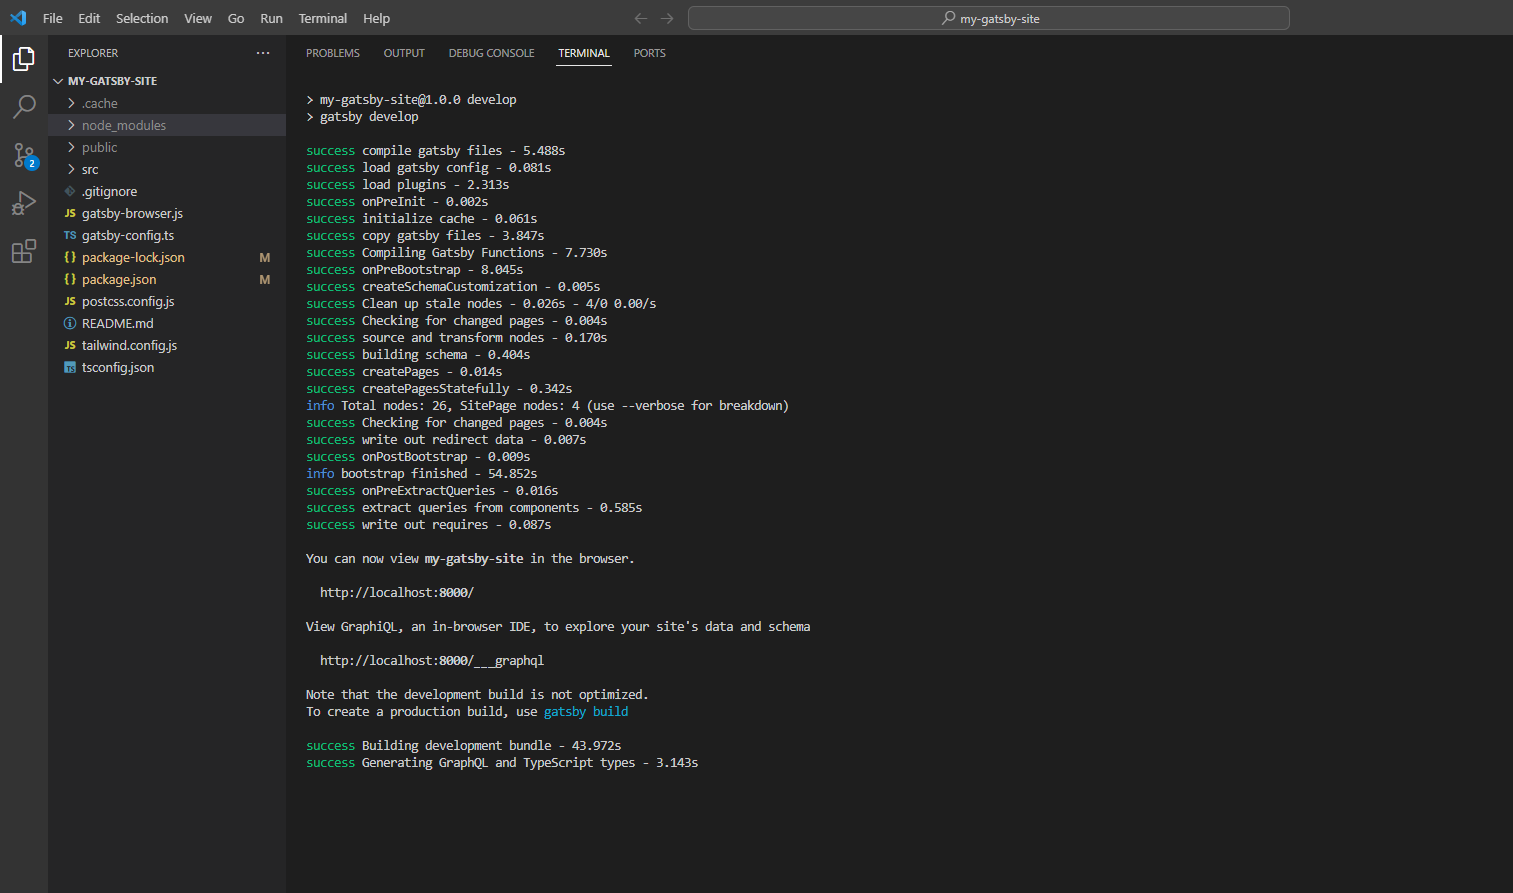 File Edit Selection View Go Run Terminal Help
my-gatsby-site
EXPLORER
MY-GATSBY-SITE
.cache
node_modules
public
src
.gitignore
JS gatsby-browser.js
TS gatsby-config.ts
{} package-lock.json M
{} package.json M
JS postcss.config.js
README.md
JS tailwind.config.js
TS tsconfig.json
2
PROBLEMS OUTPUT DEBUG CONSOLE TERMINAL PORTS
> my-gatsby-site@1.0.0 develop
> gatsby develop
success compile gatsby files - 5.488s
success load gatsby config - 0.081s
success load plugins - 2.313s
success onPreInit - 0.002s
success initialize cache - 0.061s
success copy gatsby files - 3.847s
success Compiling Gatsby Functions - 7.730s
success onPreBootstrap - 8.045s
success createSchemaCustomization - 0.005s
success Clean up stale nodes - 0.026s - 4/0 0.00/s
success Checking for changed pages - 0.004s
success source and transform nodes - 0.170s
success building schema - 0.404s
success createPages - 0.014s
success createPagesStatefully - 0.342s
info Total nodes: 26, SitePage nodes: 4 (use --verbose for breakdown)
success Checking for changed pages - 0.004s
success write out redirect data - 0.007s
success onPostBootstrap - 0.009s
info bootstrap finished - 54.852s
success onPreExtractQueries - 0.016s
success extract queries from components - 0.585s
success write out requires - 0.087s
You can now view my-gatsby-site in the browser.
http://localhost:8000/
View GraphiQL, an in-browser IDE, to explore your site's data and schema
http://localhost:8000/___graphql
Note that the development build is not optimized.
To create a production build, use gatsby build
success Building development bundle - 43.972s
success Generating GraphQL and TypeScript types - 3.143s